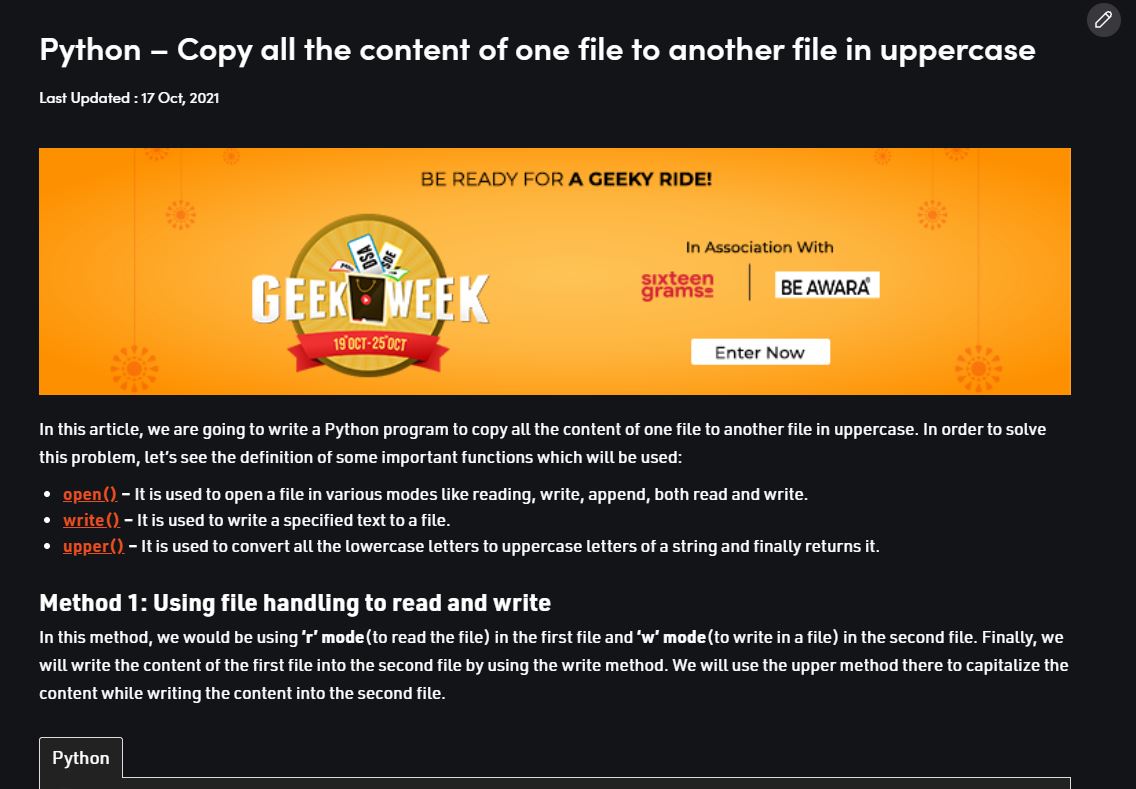 Python – Copy all the content of one file to another file in uppercase
Last Updated : 17 Oct, 2021
BE READY FOR A GEEKY RIDE!
DSA
SDE
GEEK WEEK
19 OCT - 25 OCT
In Association With
sıxteen
grams
BE AWARA
Enter Now
In this article, we are going to write a Python program to copy all the content of one file to another file in uppercase. In order to solve
this problem, let’s see the definition of some important functions which will be used:
• open() – It is used to open a file in various modes like reading, write, append, both read and write.
• write() – It is used to write a specified text to a file.
• upper() – It is used to convert all the lowercase letters to uppercase letters of a string and finally returns it.
Method 1: Using file handling to read and write
In this method, we would be using ‘r’ mode(to read the file) in the first file and ‘w’ mode(to write in a file) in the second file. Finally, we
will write the content of the first file into the second file by using the write method. We will use the upper method there to capitalize the
content while writing the content into the second file.
Python